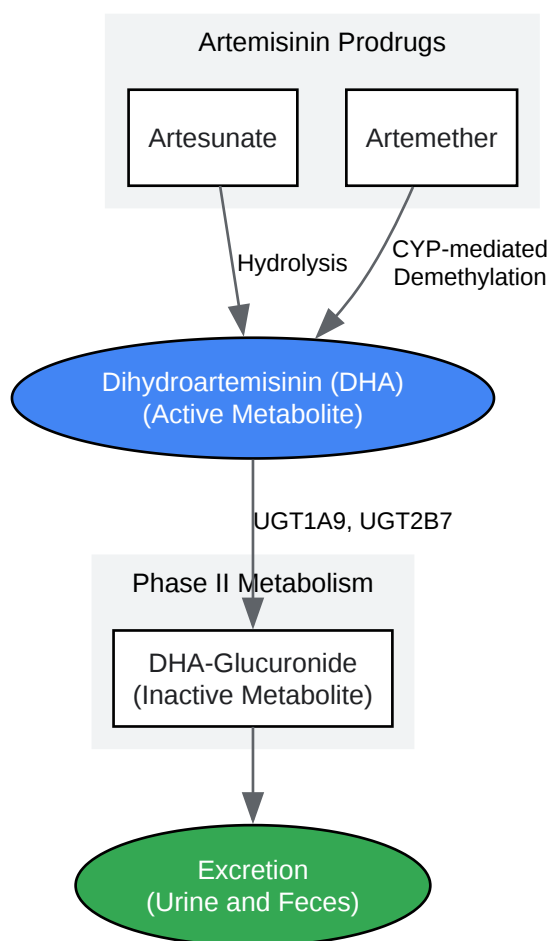 Artemisinin Prodrugs
Artesunate
Artemether
Hydrolysis
CYP-mediated
Demethylation
Dihydroartemisinin (DHA)
(Active Metabolite)
UGT1A9, UGT2B7
Phase II Metabolism
DHA-Glucuronide
(Inactive Metabolite)
Excretion
(Urine and Feces)